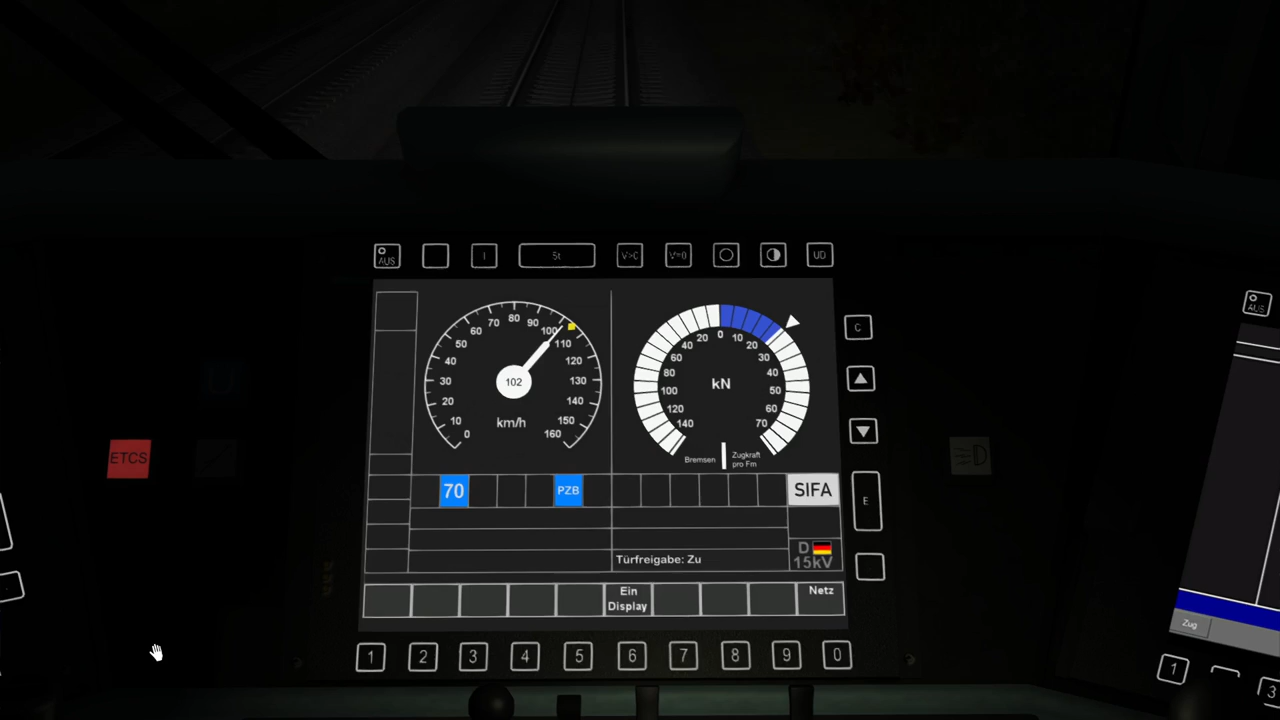 AUS
I
5t
V>C
V=0
UD
AUS
80
70
90
60
100
50
110
40
120
30
130
20
140
10
150
0
160
102
km/h
20
0
10
40
20
60
30
80
40
100
50
120
60
140
70
kN
Bremsen
Zugkraft
pro Fm
C
E
ETCS
70
PZB
SIFA
Türfreigabe: Zu
D
15kV
Ein
Display
Netz
Zug
1
2
3
4
5
6
7
8
9
0
1
3